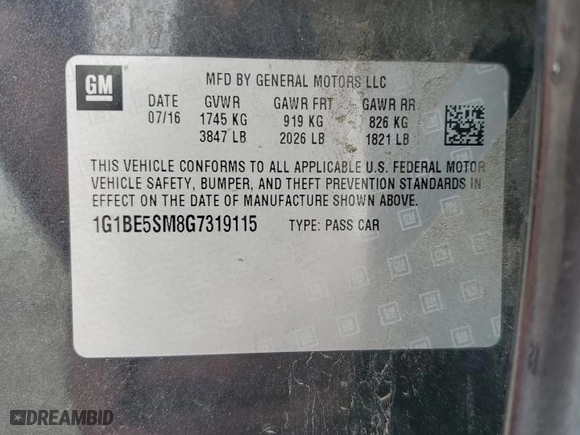 GM
MFD BY GENERAL MOTORS LLC
DATE GVWR GAWR FRT GAWR RR
07/16 1745 KG 919 KG 826 KG
3847 LB 2026 LB 1821 LB
THIS VEHICLE CONFORMS TO ALL APPLICABLE U.S. FEDERAL MOTOR
VEHICLE SAFETY, BUMPER, AND THEFT PREVENTION STANDARDS IN
EFFECT ON THE DATE OF MANUFACTURE SHOWN ABOVE.
1G1BE5SM8G7319115 TYPE: PASS CAR
DREAMBID